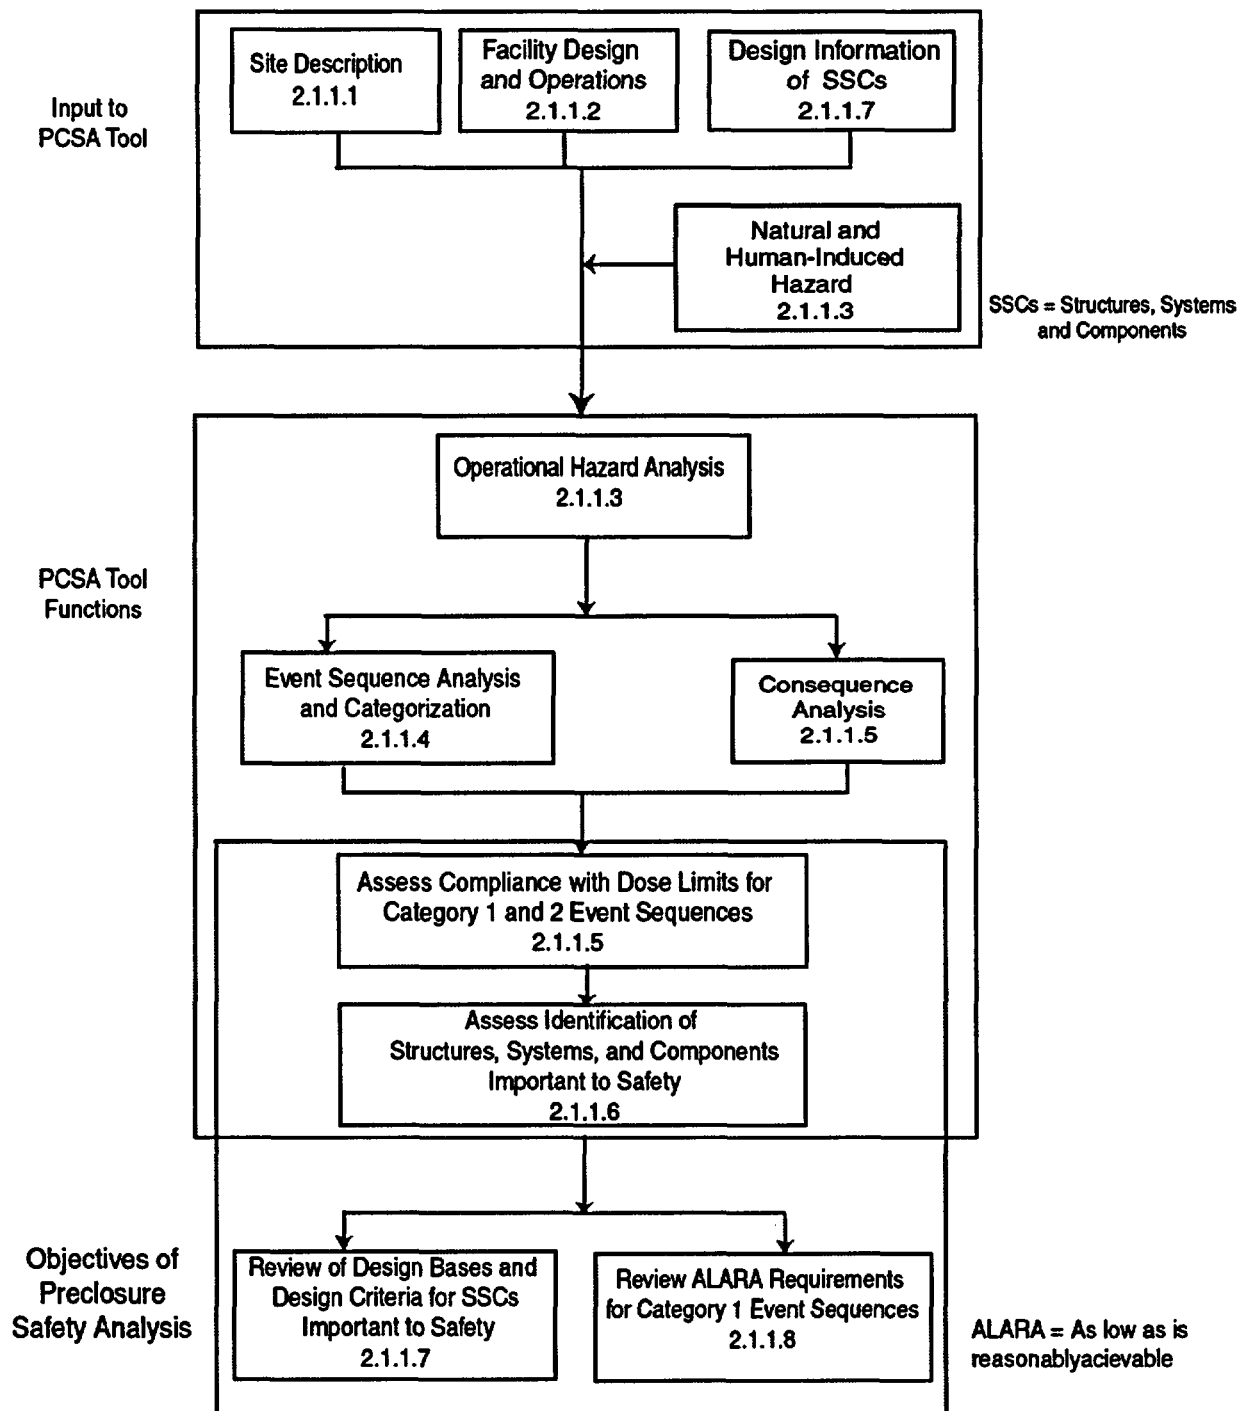 Site Description
2.1.1.1
Facility Design
and Operations
2.1.1.2
Design Information
of SSCs
2.1.1.7
Input to
PCSA Tool
Natural and
Human-Induced
Hazard
2.1.1.3
SSCs = Structures, Systems
and Components
Operational Hazard Analysis
2.1.1.3
PCSA Tool
Functions
Event Sequence Analysis
and Categorization
2.1.1.4
Consequence
Analysis
2.1.1.5
Assess Compliance with Dose Limits for
Category 1 and 2 Event Sequences
2.1.1.5
Assess Identification of
Structures, Systems, and Components
Important to Safety
2.1.1.6
Objectives of
Preclosure
Safety Analysis
Review of Design Bases and
Design Criteria for SSCs
Important to Safety
2.1.1.7
Review ALARA Requirements
for Category 1 Event Sequences
2.1.1.8
ALARA = As low as is
reasonablyacievable